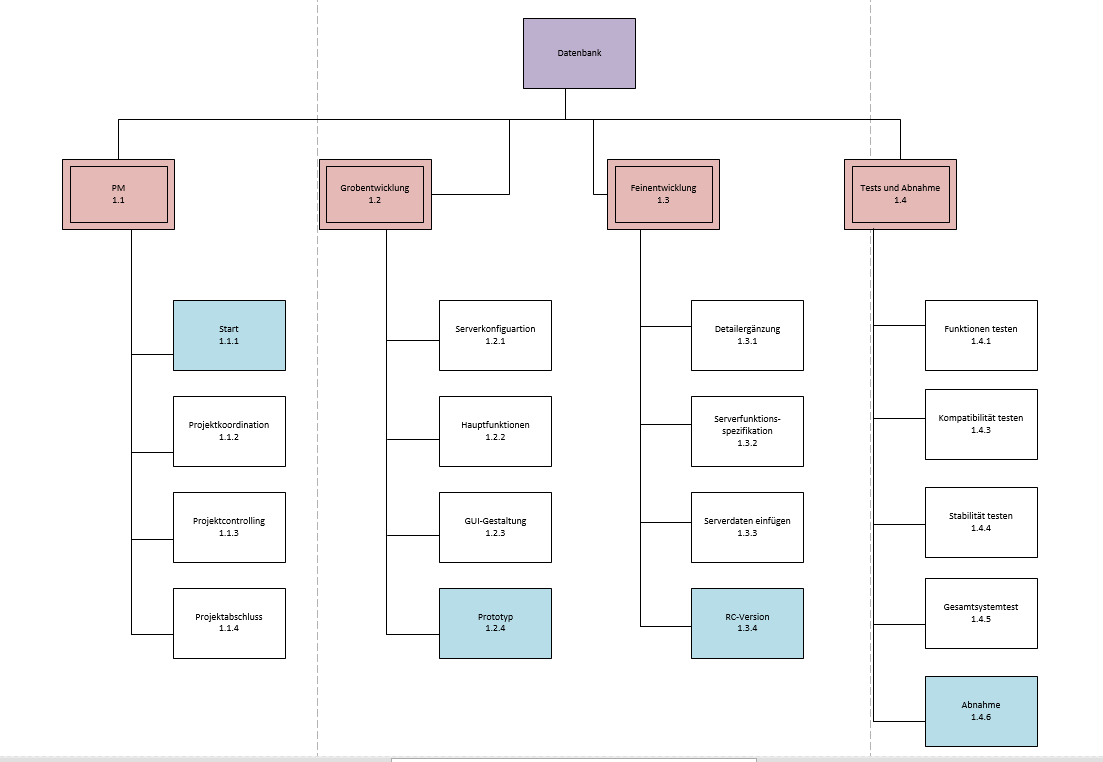 Datenbank
PM
1.1
Grobentwicklung
1.2
Feinentwicklung
1.3
Tests und Abnahme
1.4
Start
1.1.1
Projektkoordination
1.1.2
Projektcontrolling
1.1.3
Projektabschluss
1.1.4
Serverkonfiguartion
1.2.1
Hauptfunktionen
1.2.2
GUI-Gestaltung
1.2.3
Prototyp
1.2.4
Detailergänzung
1.3.1
Serverfunktions-
spezifikation
1.3.2
Serverdaten einfügen
1.3.3
RC-Version
1.3.4
Funktionen testen
1.4.1
Kompatibilität testen
1.4.3
Stabilität testen
1.4.4
Gesamtsystemtest
1.4.5
Abnahme
1.4.6